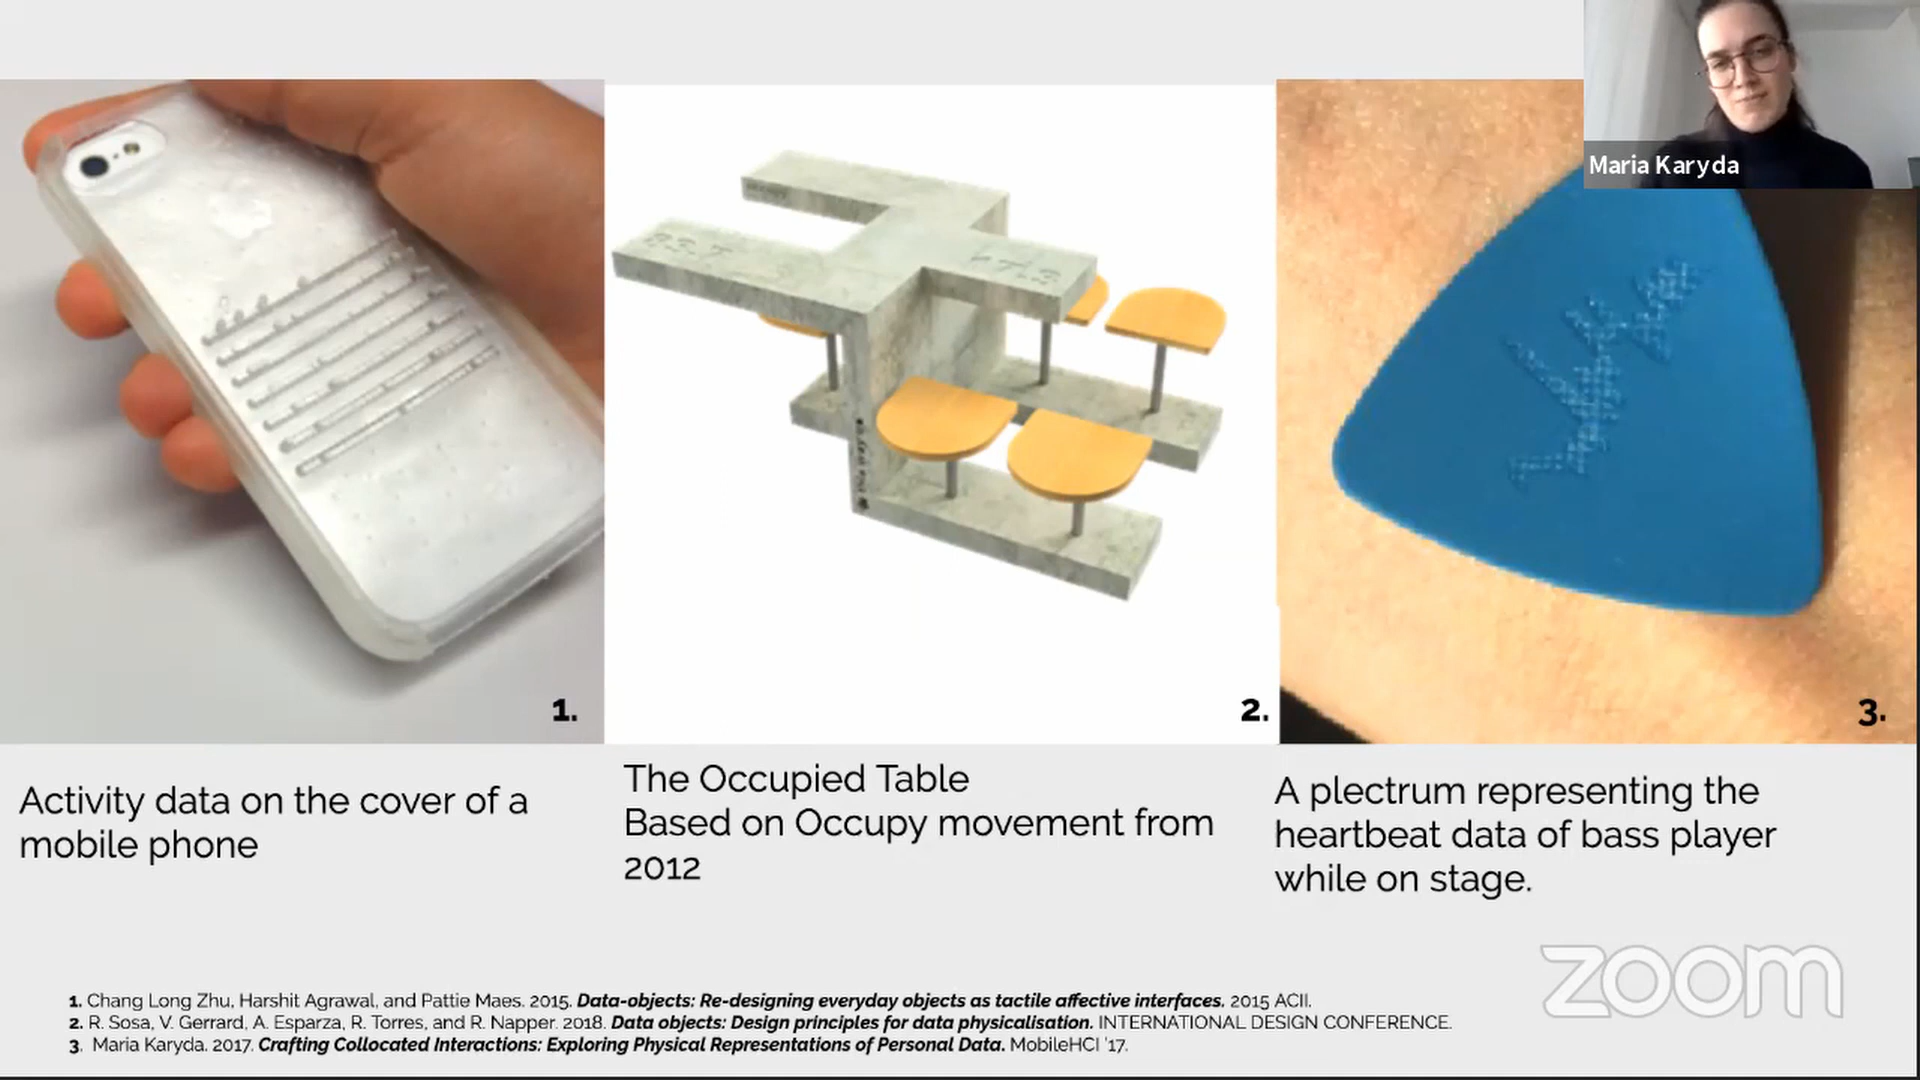 Maria Karyda
1.
2.
3.
Activity data on the cover of a
mobile phone
The Occupied Table
Based on Occupy movement from
2012
A plectrum representing the
heartbeat data of bass player
while on stage.
zoom
1. Chang Long Zhu, Harshit Agrawal, and Pattie Maes. 2015. Data-objects: Re-designing everyday objects as tactile affective interfaces. 2015 ACII.
2. R. Sosa, V. Gerrard, A. Esparza, R. Torres, and R. Napper. 2018. Data objects: Design principles for data physicalisation. INTERNATIONAL DESIGN CONFERENCE.
3. Maria Karyda. 2017. Crafting Collocated Interactions: Exploring Physical Representations of Personal Data. MobileHCI '17.